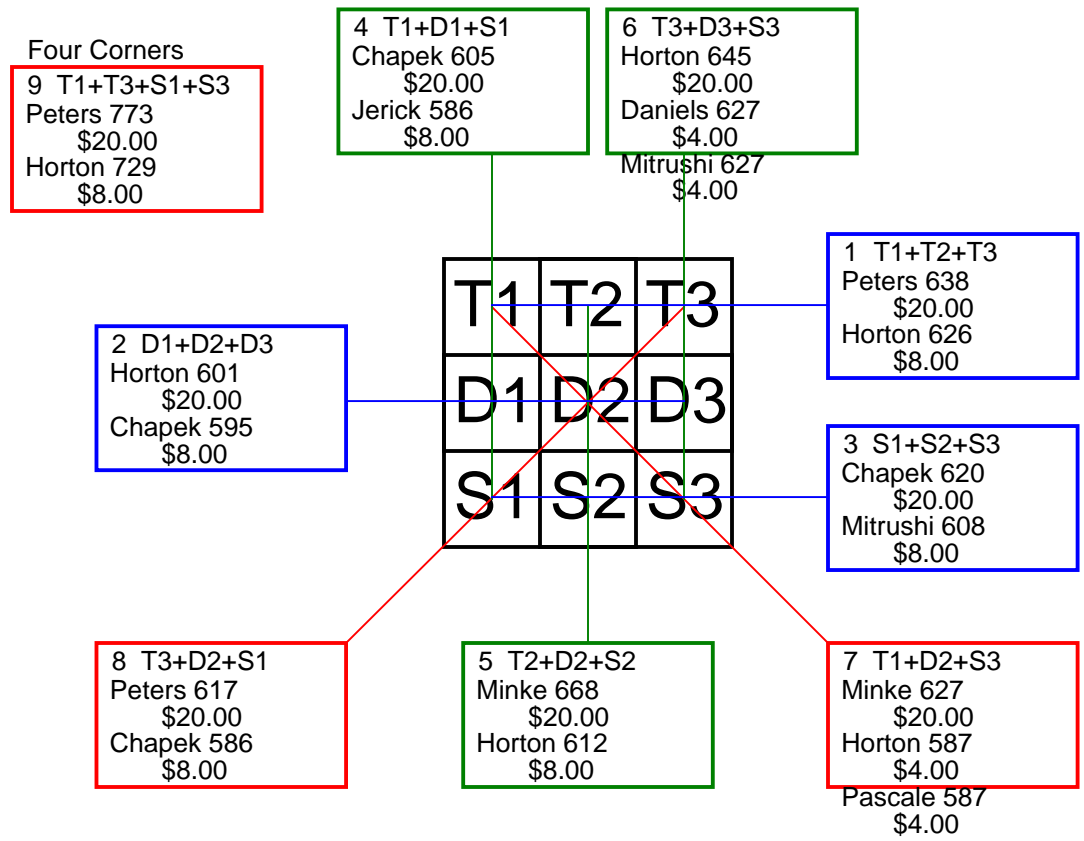 Four Corners
9 T1+T3+S1+S3
Peters 773
$20.00
Horton 729
$8.00
4 T1+D1+S1
Chapek 605
$20.00
Jerick 586
$8.00
6 T3+D3+S3
Horton 645
$20.00
Daniels 627
$4.00
Mitrushi 627
$4.00
1 T1+T2+T3
Peters 638
$20.00
Horton 626
$8.00
2 D1+D2+D3
Horton 601
$20.00
Chapek 595
$8.00
T1 T2 T3
D1 D2 D3
S1 S2 S3
3 S1+S2+S3
Chapek 620
$20.00
Mitrushi 608
$8.00
8 T3+D2+S1
Peters 617
$20.00
Chapek 586
$8.00
5 T2+D2+S2
Minke 668
$20.00
Horton 612
$8.00
7 T1+D2+S3
Minke 627
$20.00
Horton 587
$4.00
Pascale 587
$4.00